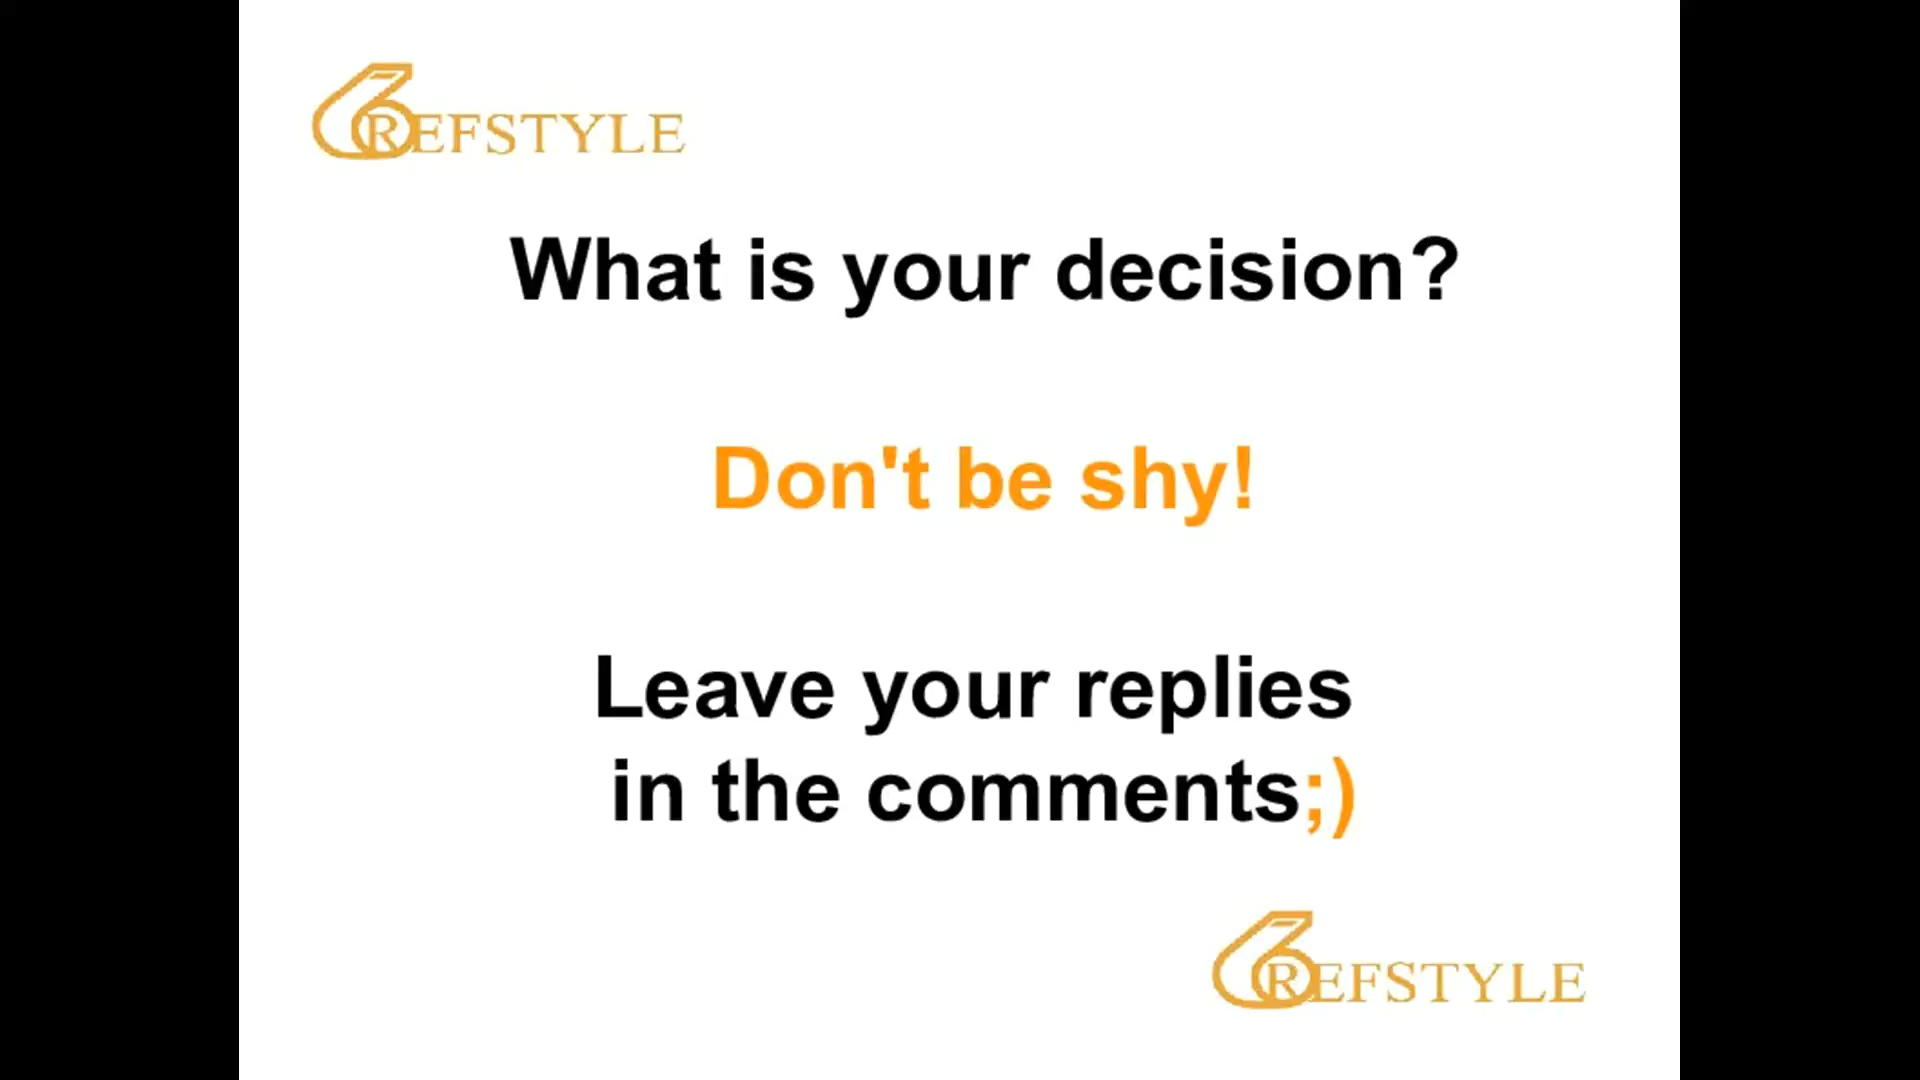 REFSTYLE
What is your decision?
Don't be shy!
Leave your replies
in the comments;)
REFSTYLE